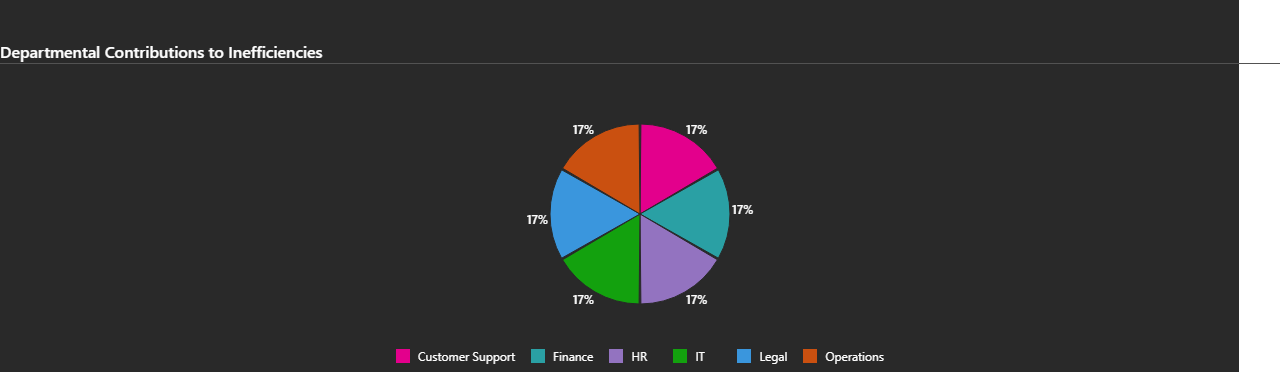 Departmental Contributions to Inefficiencies
17% 17%
17% 17%
17% 17%
Customer Support Finance HR IT Legal Operations